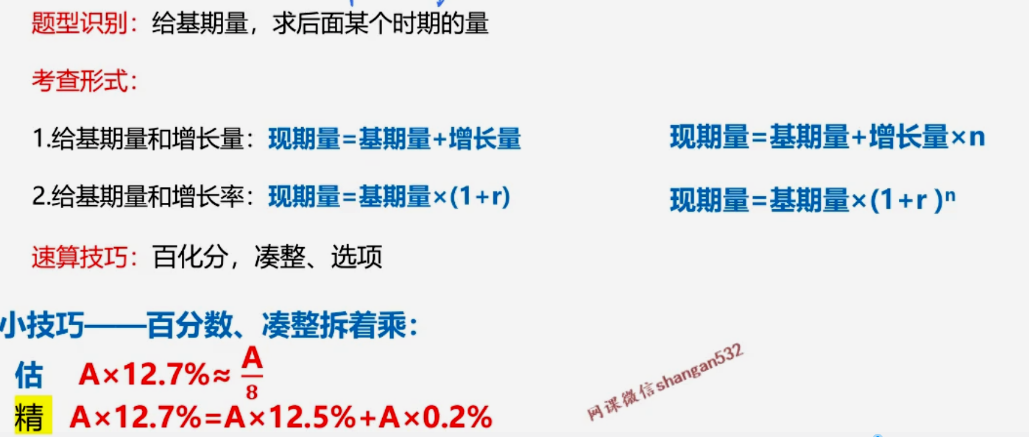 题型识别：给基期量，求后面某个时期的量
考查形式：
1.给基期量和增长量：现期量=基期量+增长量
现期量=基期量+增长量×n
2.给基期量和增长率：现期量=基期量×(1+r)
现期量=基期量×(1+r )ⁿ
速算技巧：百化分，凑整、选项
小技巧——百分数、凑整拆着乘：
估 A×12.7%≈A/8
精 A×12.7%=A×12.5%+A×0.2%
网课微信shangan532